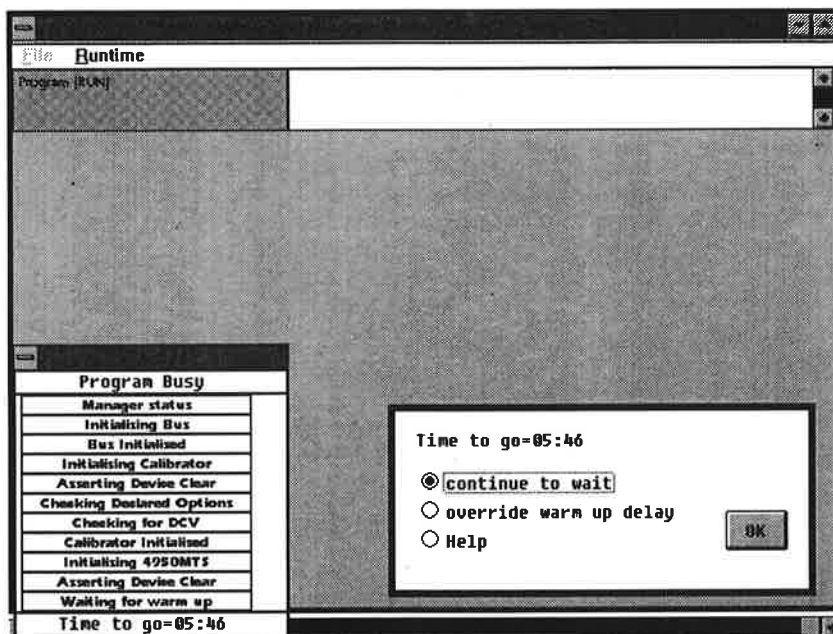 File Runtime
Program [RUN]
Program Busy
Manager status
Initialising Bus
Bus Initialised
Initialising Calibrator
Asserting Device Clear
Checking Declared Options
Checking for DCV
Calibrator Initialised
Initialising 4950MTS
Asserting Device Clear
Waiting for warm up
Time to go=05:46
Time to go=05:46
continue to wait
override warm up delay
Help
OK